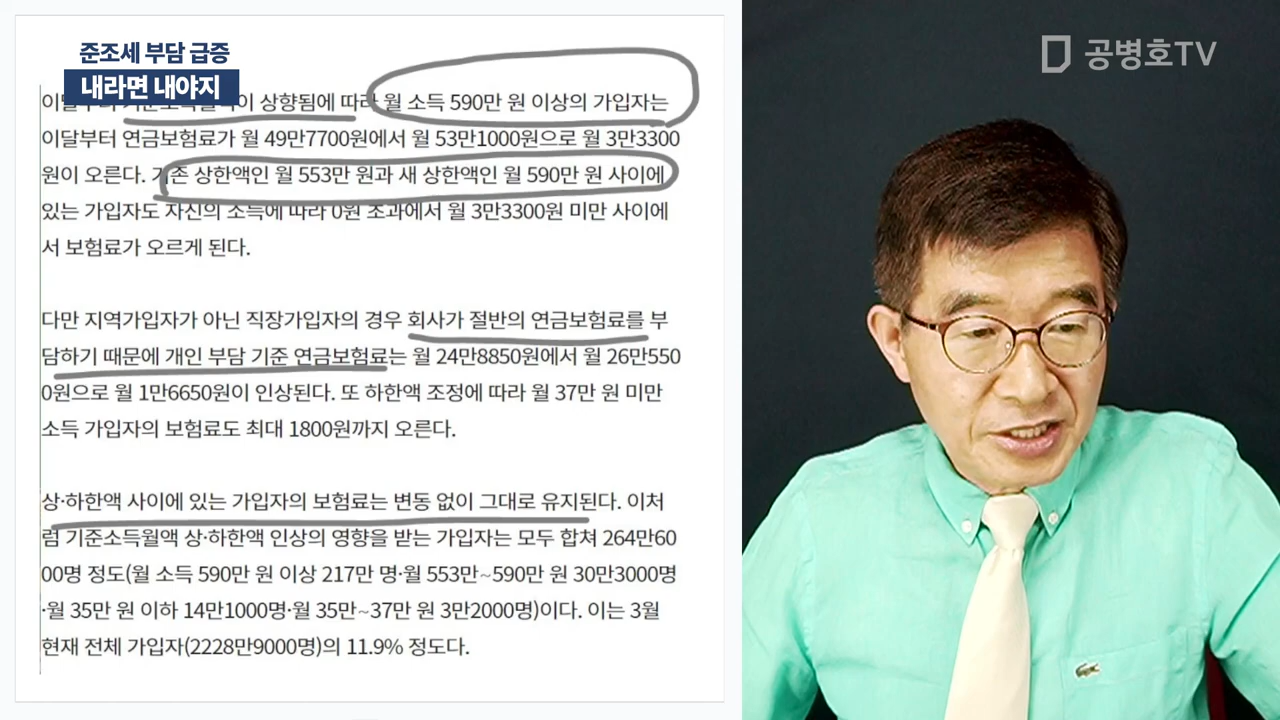 준조세 부담 급증
내라면 내야지
공병호TV
상향됨에 따라 월 소득 590만 원 이상의 가입자는
이달부터 연금보험료가 월 49만7700원에서 월 53만1000원으로 월 3만3300
원이 오른다. 기존 상한액인 월 553만 원과 새 상한액인 월 590만 원 사이에
있는 가입자도 자신의 소득에 따라 0원 초과에서 월 3만3300원 미만 사이에
서 보험료가 오르게 된다.
다만 지역가입자가 아닌 직장가입자의 경우 회사가 절반의 연금보험료를 부
담하기 때문에 개인 부담 기준 연금보험료는 월 24만8850원에서 월 26만550
0원으로 월 1만6650원이 인상된다. 또 하한액 조정에 따라 월 37만 원 미만
소득 가입자의 보험료도 최대 1800원까지 오른다.
상·하한액 사이에 있는 가입자의 보험료는 변동 없이 그대로 유지된다. 이처
럼 기준소득월액 상·하한액 인상의 영향을 받는 가입자는 모두 합쳐 264만60
00명 정도(월 소득 590만 원 이상 217만 명·월 553만~590만 원 30만3000명
·월 35만 원 이하 14만1000명·월 35만~37만 원 3만2000명)이다. 이는 3월
현재 전체 가입자(2228만9000명)의 11.9% 정도다.